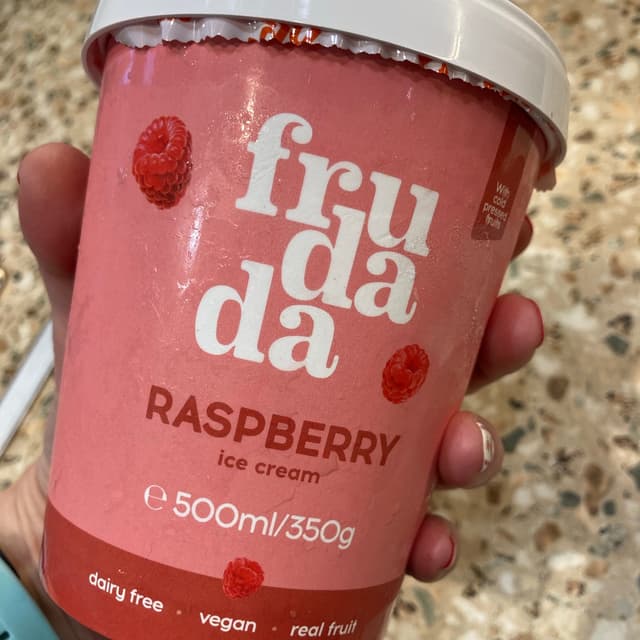 With
cold
pressed
fruits
fru
da
da
RASPBERRY
ice cream
℮ 500ml/350g
dairy free • vegan • real fruit